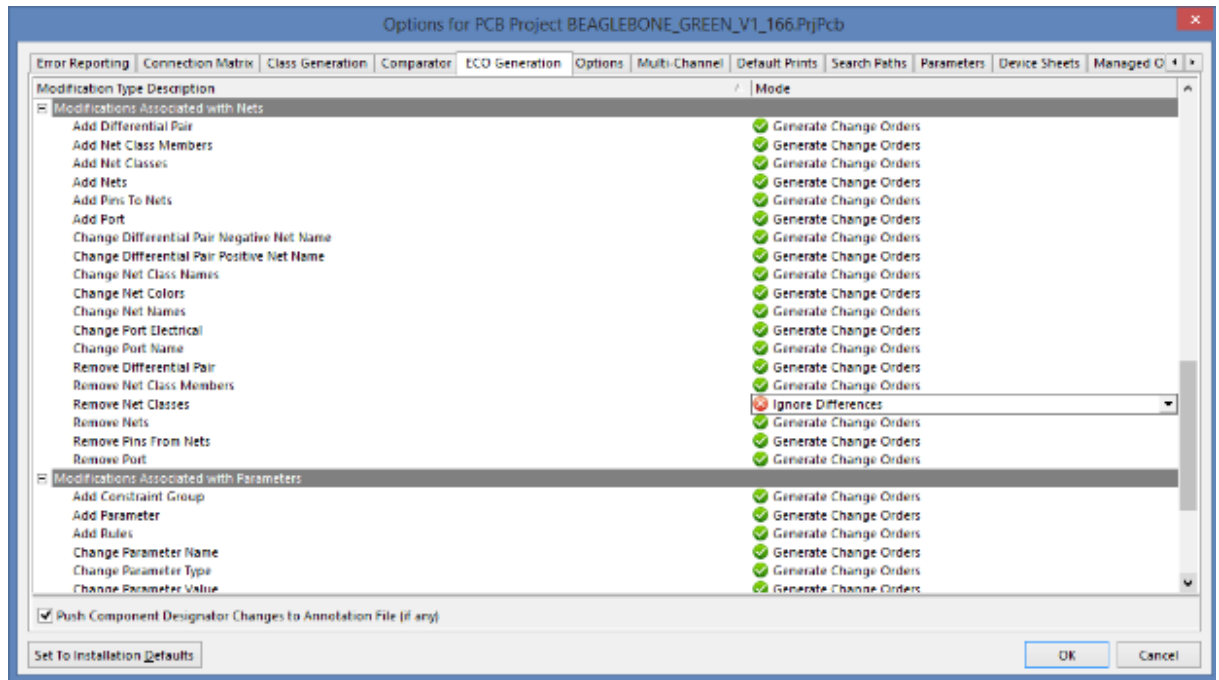 Options for PCB Project BEAGLEBONE_GREEN_V1_166.PrjPcb
Error Reporting Connection Matrix Class Generation Comparator ECO Generation Options Multi-Channel Default Prints Search Paths Parameters Device Sheets Managed O
Modification Type Description Mode
Modifications Associated with Nets
Add Differential Pair Generate Change Orders
Add Net Class Members Generate Change Orders
Add Net Classes Generate Change Orders
Add Nets Generate Change Orders
Add Pins To Nets Generate Change Orders
Add Port Generate Change Orders
Change Differential Pair Negative Net Name Generate Change Orders
Change Differential Pair Positive Net Name Generate Change Orders
Change Net Class Names Generate Change Orders
Change Net Colors Generate Change Orders
Change Net Names Generate Change Orders
Change Port Electrical Generate Change Orders
Change Port Name Generate Change Orders
Remove Differential Pair Generate Change Orders
Remove Net Class Members Generate Change Orders
Remove Net Classes Ignore Differences
Remove Nets Generate Change Orders
Remove Pins From Nets Generate Change Orders
Remove Port Generate Change Orders
Modifications Associated with Parameters
Add Constraint Group Generate Change Orders
Add Parameter Generate Change Orders
Add Rules Generate Change Orders
Change Parameter Name Generate Change Orders
Change Parameter Type Generate Change Orders
Change Parameter Value Generate Change Orders
Push Component Designator Changes to Annotation File (if any)
Set To Installation Defaults OK Cancel